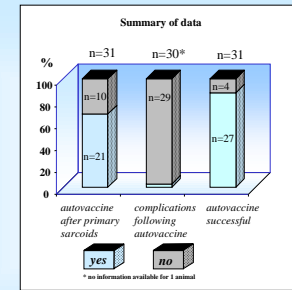 Summary of data
n=31 n=30* n=31
%
100
80
60
40
20
0
n=10 n=29 n=4
n=21 n=27
autovaccine after primary sarcoids
complications following autovaccine
autovaccine successful
yes no
* no information available for 1 animal